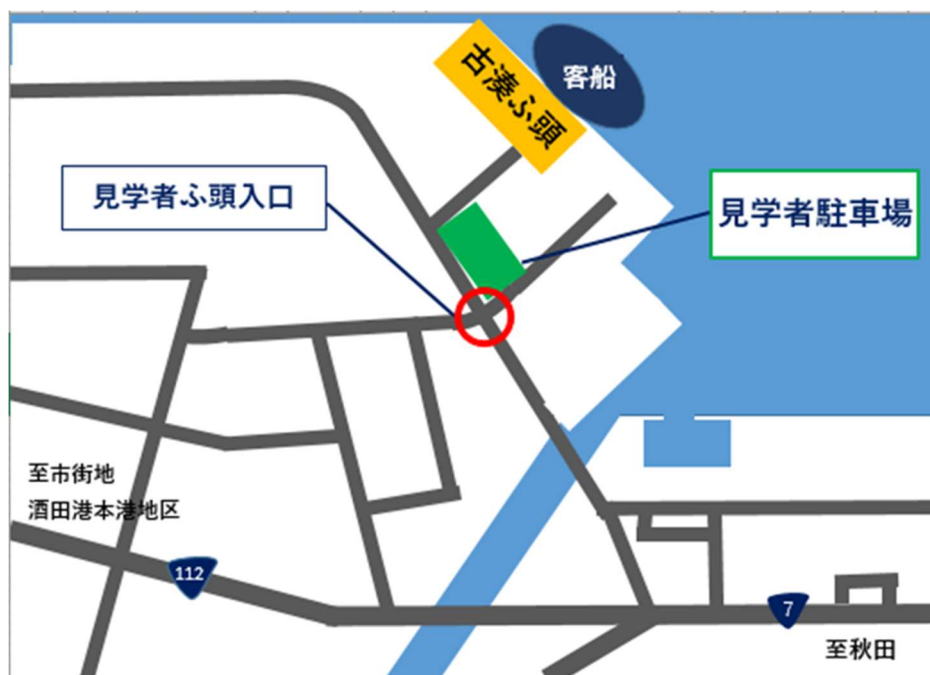 古湊ふ頭
客船
見学者ふ頭入口
見学者駐車場
至市街地
酒田港本港地区
112
7
至秋田